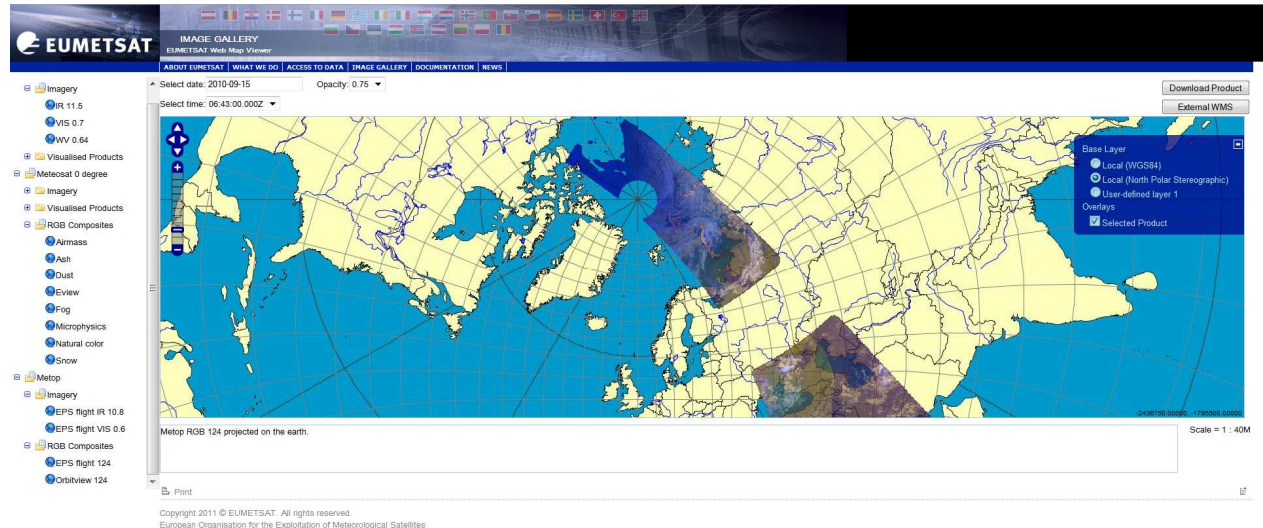 EUMETSAT
IMAGE GALLERY
EUMETSAT Web Map Viewer
ABOUT EUMETSAT | WHAT WE DO | ACCESS TO DATA | IMAGE GALLERY | DOCUMENTATION | NEWS |
Imagery
IR 11.5
VIS 0.7
WV 0.64
Visualised Products
Meteosat 0 degree
Imagery
Visualised Products
RGB Composites
Airmass
Ash
Dust
Eview
Fog
Microphysics
Natural color
Snow
Metop
Imagery
EPS flight IR 10.8
EPS flight VIS 0.6
RGB Composites
EPS flight 124
Orbitview 124
Select date: 2010-09-15 Opacity: 0.75
Select time: 06:43:00.000Z
Download Product
External WMS
Base Layer
Local (WGS84)
Local (North Polar Stereographic)
User-defined layer 1
Overlays
Selected Product
-2436750.00000, -1795500.00000
Metop RGB 124 projected on the earth.
Scale = 1 : 40M
Print
Copyright 2011 © EUMETSAT. All rights reserved.
European Organisation for the Exploitation of Meteorological Satellites